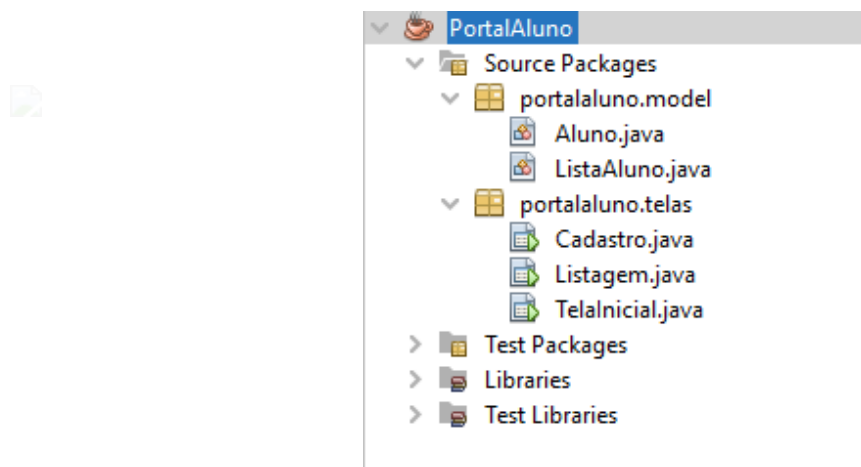 PortalAluno
Source Packages
portalaluno.model
Aluno.java
ListaAluno.java
portalaluno.telas
Cadastro.java
Listagem.java
TelaInicial.java
Test Packages
Libraries
Test Libraries